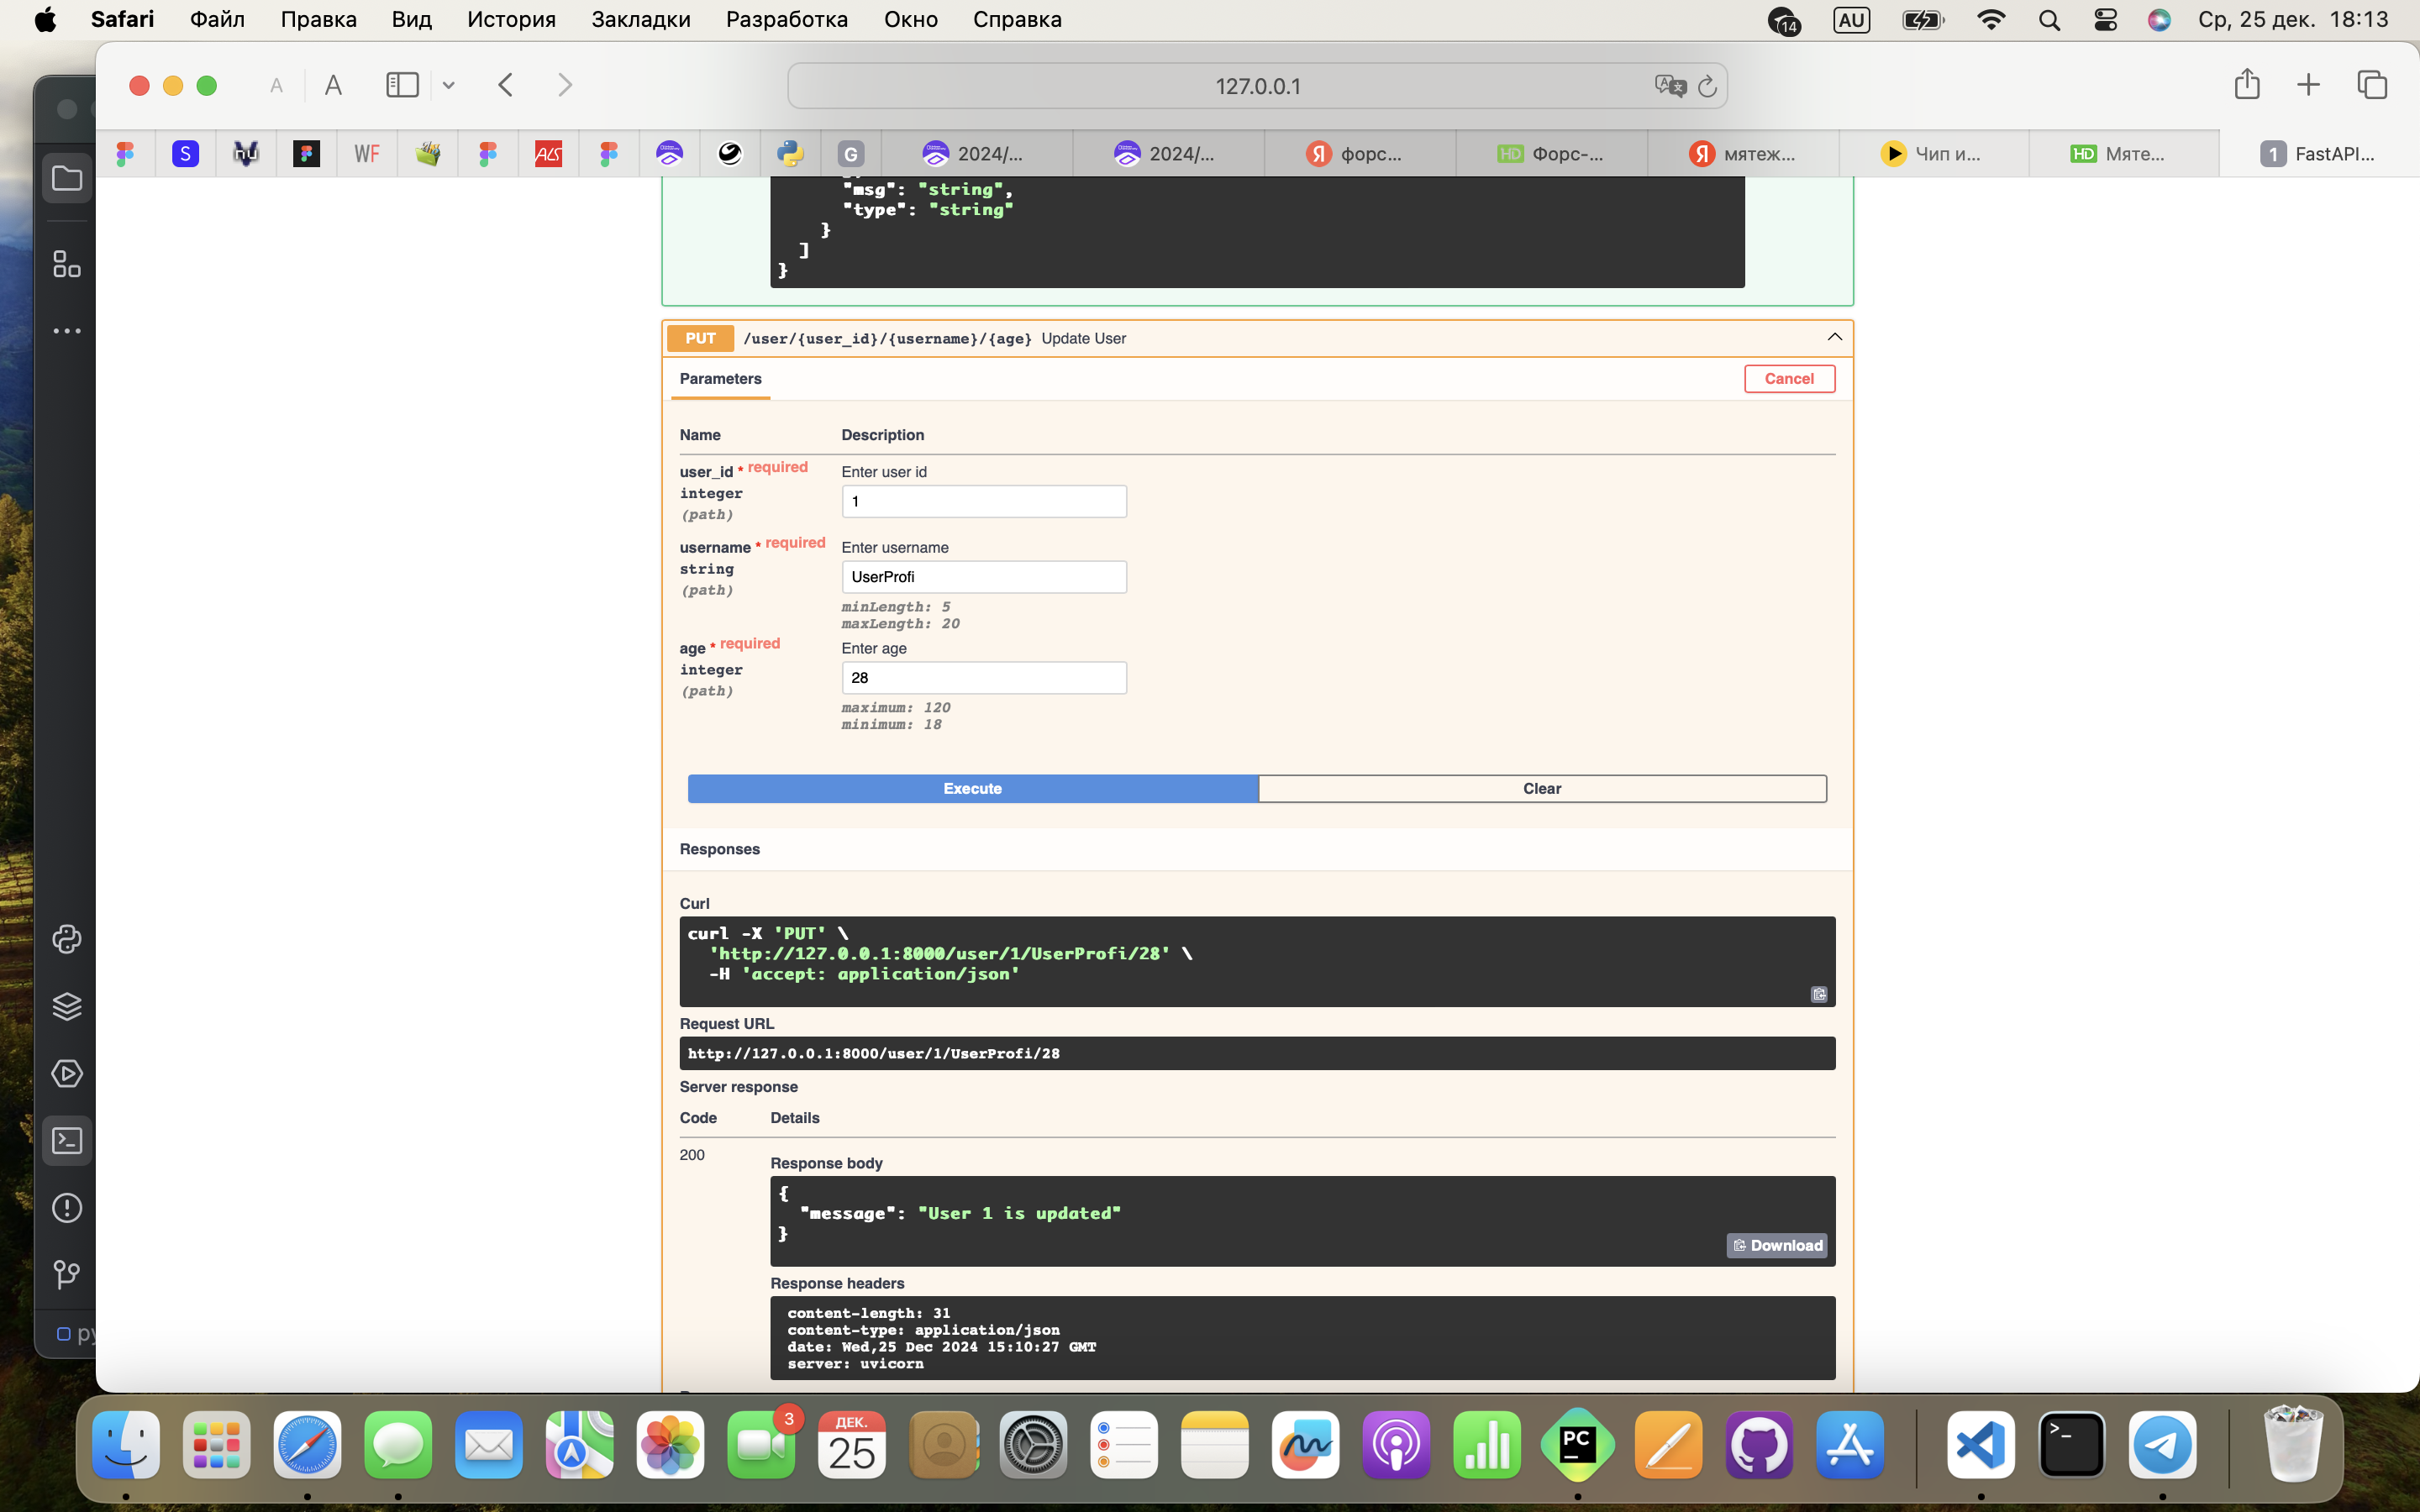 Safari Файл Правка Вид История Закладки Разработка Окно Справка 14 AU Ср, 25 дек. 18:13
A A 127.0.0.1
S nu WF ALS G 2024/... 2024/... Я форс... HD Форс-... Я мятеж... Чип и... HD Мяте... 1 FastAPI...
"msg": "string",
"type": "string"
}
]
}
PUT /user/{user_id}/{username}/{age} Update User
Parameters Cancel
Name Description
user_id * required Enter user id
integer 1
(path)
username * required Enter username
string UserProfi
(path)
minLength: 5
maxLength: 20
age * required Enter age
integer 28
(path)
maximum: 120
minimum: 18
Execute Clear
Responses
Curl
curl -X 'PUT' \
'http://127.0.0.1:8000/user/1/UserProfi/28' \
-H 'accept: application/json'
Request URL
http://127.0.0.1:8000/user/1/UserProfi/28
Server response
Code Details
200
Response body
{
"message": "User 1 is updated"
}
Download
Response headers
content-length: 31
content-type: application/json
date: Wed,25 Dec 2024 15:10:27 GMT
server: uvicorn
py
3 ДЕК.
25 PC >_